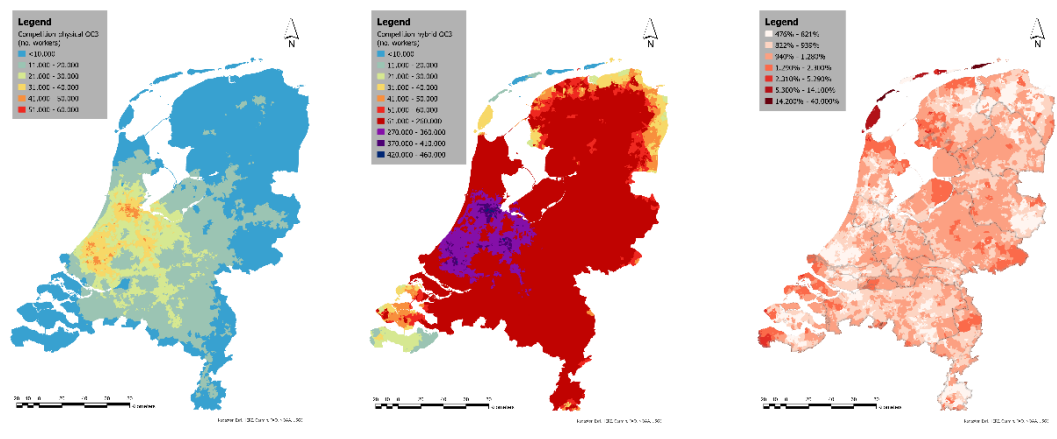 Legend
Competition physical OC3
(no. workers)
<10.000
11.000 - 20.000
21.000 - 30.000
31.000 - 40.000
41.000 - 50.000
51.000 - 60.000
N
Legend
Competition hybrid OC3
(no. workers)
<10.000
11.000 - 20.000
21.000 - 30.000
31.000 - 40.000
41.000 - 50.000
51.000 - 60.000
61.000 - 260.000
270.000 - 360.000
370.000 - 410.000
420.000 - 460.000
N
Legend
476% - 821%
822% - 939%
940% - 1.280%
1.290% - 2.300%
2.310% - 5.290%
5.300% - 14.100%
14.200% - 40.000%
N